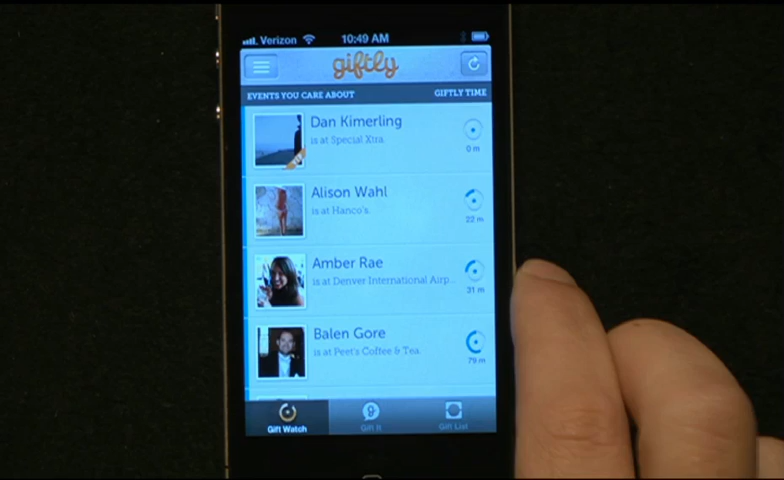 Verizon 10:49 AM
giftly
EVENTS YOU CARE ABOUT GIFTLY TIME
Dan Kimerling
is at Special Xtra.
0 m
Alison Wahl
is at Hanco's.
22 m
Amber Rae
is at Denver International Airp...
31 m
Balen Gore
is at Peet's Coffee & Tea.
79 m
Gift Watch Gift It Gift List